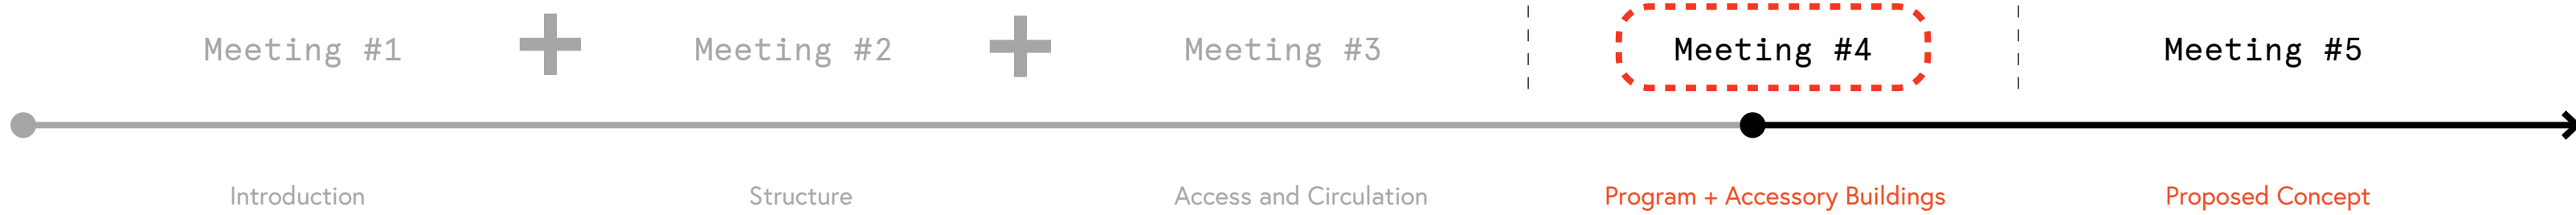 Meeting #1
Meeting #2
Meeting #3
Meeting #4
Meeting #5
Introduction
Structure
Access and Circulation
Program + Accessory Buildings
Proposed Concept